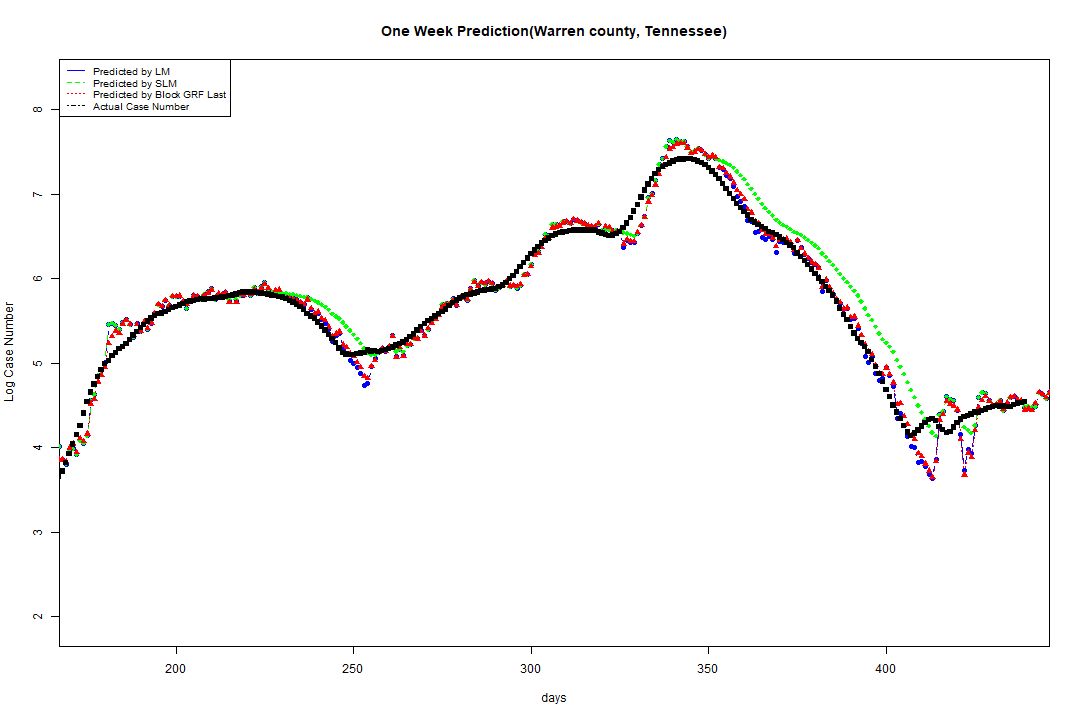 One Week Prediction(Warren county, Tennessee)
Predicted by LM
Predicted by SLM
Predicted by Block GRF Last
Actual Case Number
8
7
6
5
4
3
2
Log Case Number
200 250 300 350 400
days